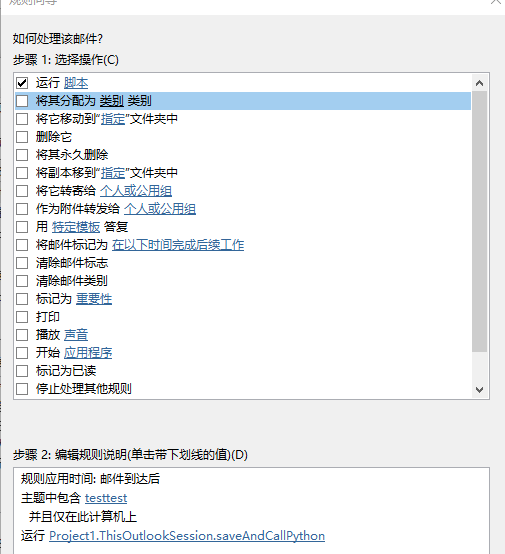 规则向导
如何处理该邮件?
步骤 1: 选择操作(C)
运行 脚本
将其分配为 类别 类别
将它移动到“指定”文件夹中
删除它
将其永久删除
将副本移到“指定”文件夹中
将它转寄给 个人或公用组
作为附件转发给 个人或公用组
用 特定模板 答复
将邮件标记为 在以下时间完成后续工作
清除邮件标志
清除邮件类别
标记为 重要性
打印
播放 声音
开始 应用程序
标记为已读
停止处理其他规则
步骤 2: 编辑规则说明(单击带下划线的值)(D)
规则应用时间: 邮件到达后
主题中包含 testtest
并且仅在此计算机上
运行 Project1.ThisOutlookSession.saveAndCallPython